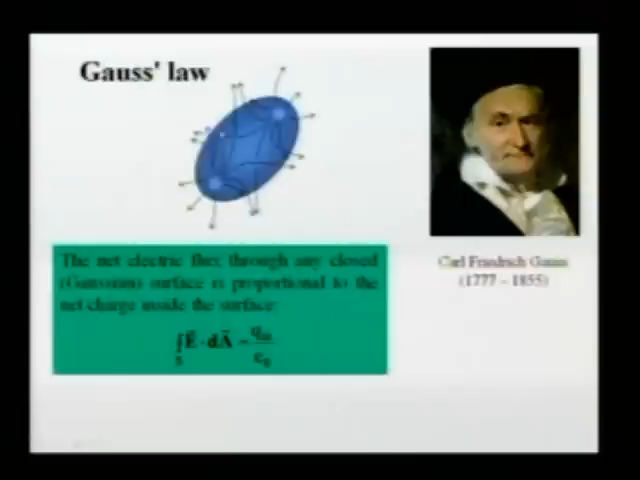 Gauss' law
Carl Friedrich Gauss
(1777 – 1855)
The net electric flux through any closed
(Gaussian) surface is proportional to the
net charge inside the surface:
∮ₛ E⃗ · dA⃗ = qᵢₙ/ε₀